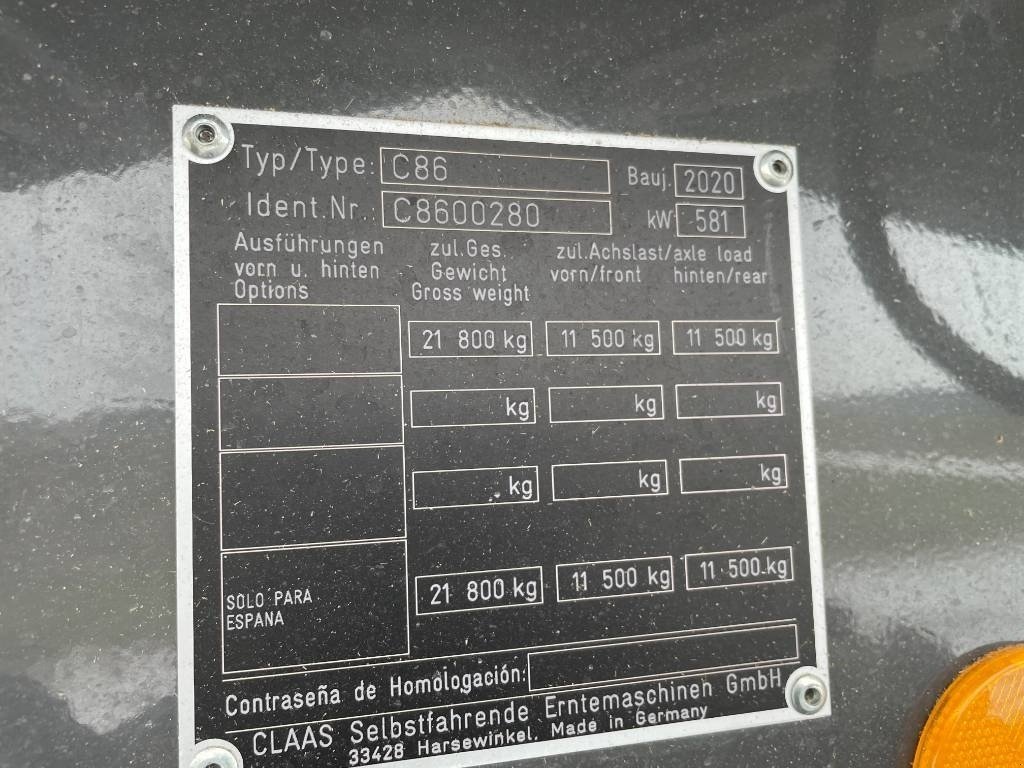 Typ/Type: C86 Bauj. 2020
Ident.Nr.: C8600280 kW 581
Ausführungen zul.Ges. zul.Achslast/axle load
vorn u. hinten Gewicht vorn/front hinten/rear
Options Gross weight
21 800 kg 11 500 kg 11 500 kg
kg kg kg
kg kg kg
SOLO PARA
ESPANA
21 800 kg 11 500 kg 11 500 kg
Contraseña de Homologación:
CLAAS Selbstfahrende Erntemaschinen GmbH
33428 Harsewinkel. Made in Germany